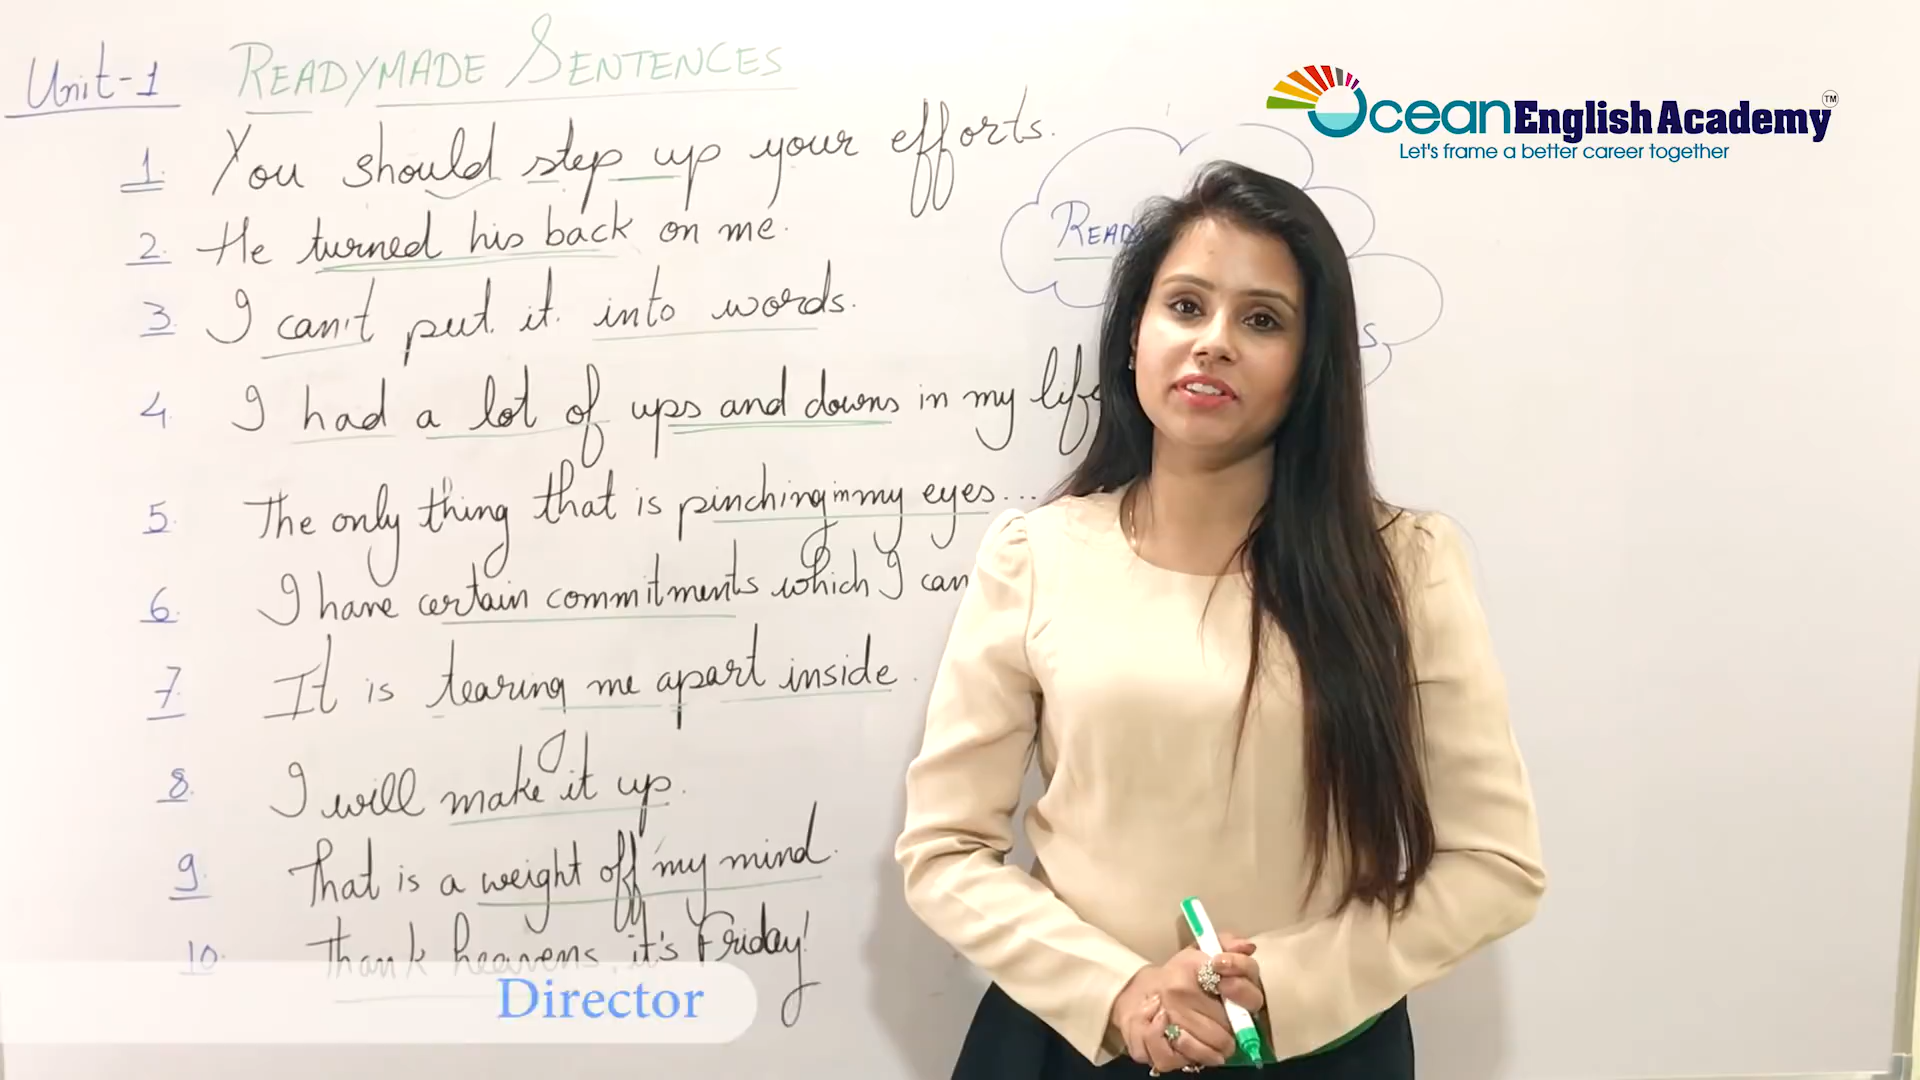 Unit-1 READYMADE SENTENCES
1. You should step up your efforts.
2. He turned his back on me.
3. I can't put it into words.
4. I had a lot of ups and downs in my life
5. The only thing that is pinching in my eyes...
6. I have certain commitments which I can
7. It is tearing me apart inside.
8. I will make it up.
9. That is a weight off my mind.
10. Thank heavens, it's Friday!
Director
OceanEnglishAcademy™
Let's frame a better career together